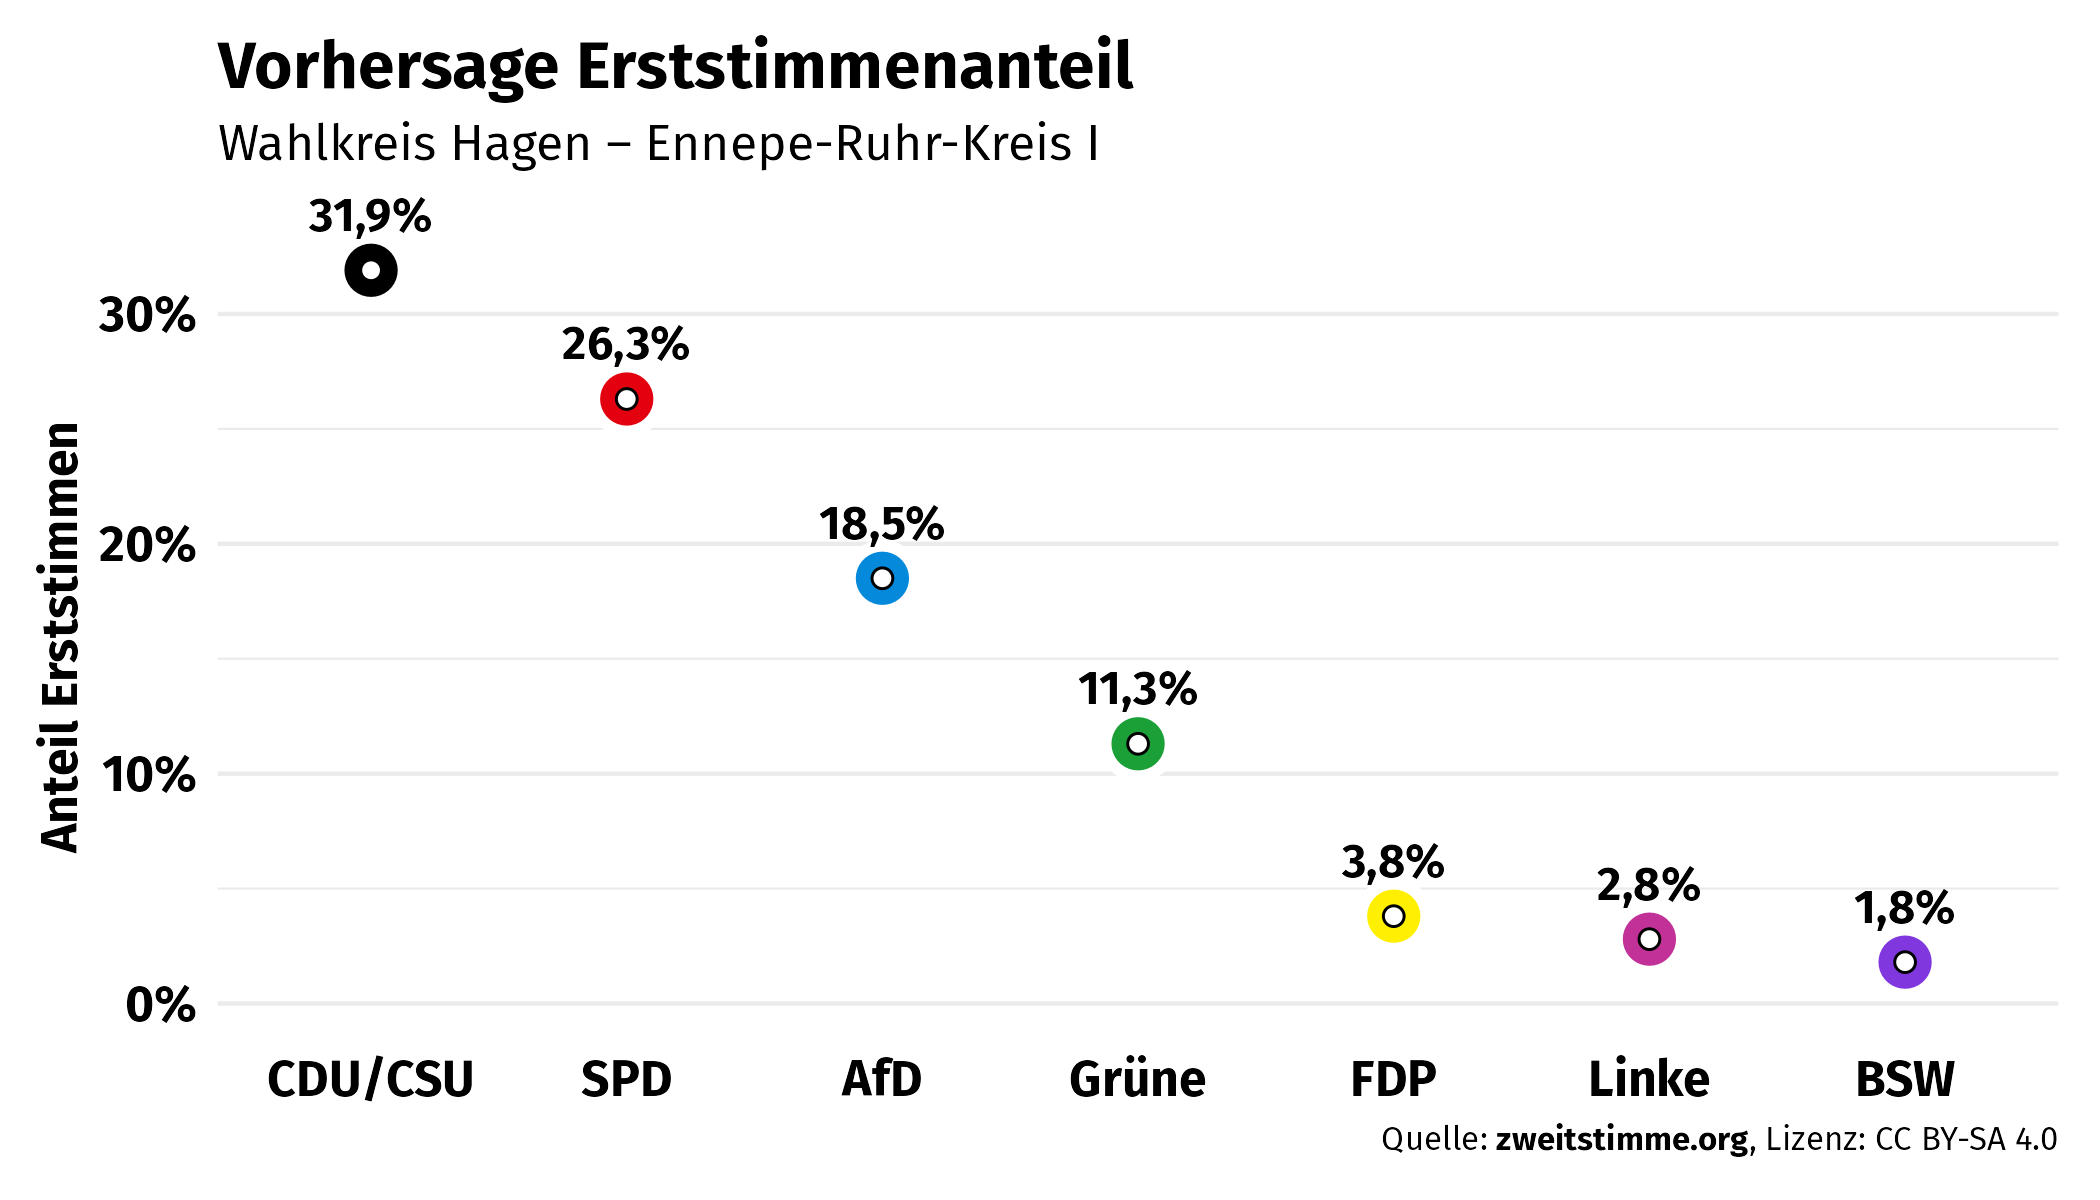 Vorhersage Erststimmenanteil
Wahlkreis Hagen – Ennepe-Ruhr-Kreis I
31,9%
30%
26,3%
18,5%
20%
11,3%
10%
3,8%
2,8%
1,8%
0%
Anteil Erststimmen
CDU/CSU SPD AfD Grüne FDP Linke BSW
Quelle: zweitstimme.org, Lizenz: CC BY-SA 4.0